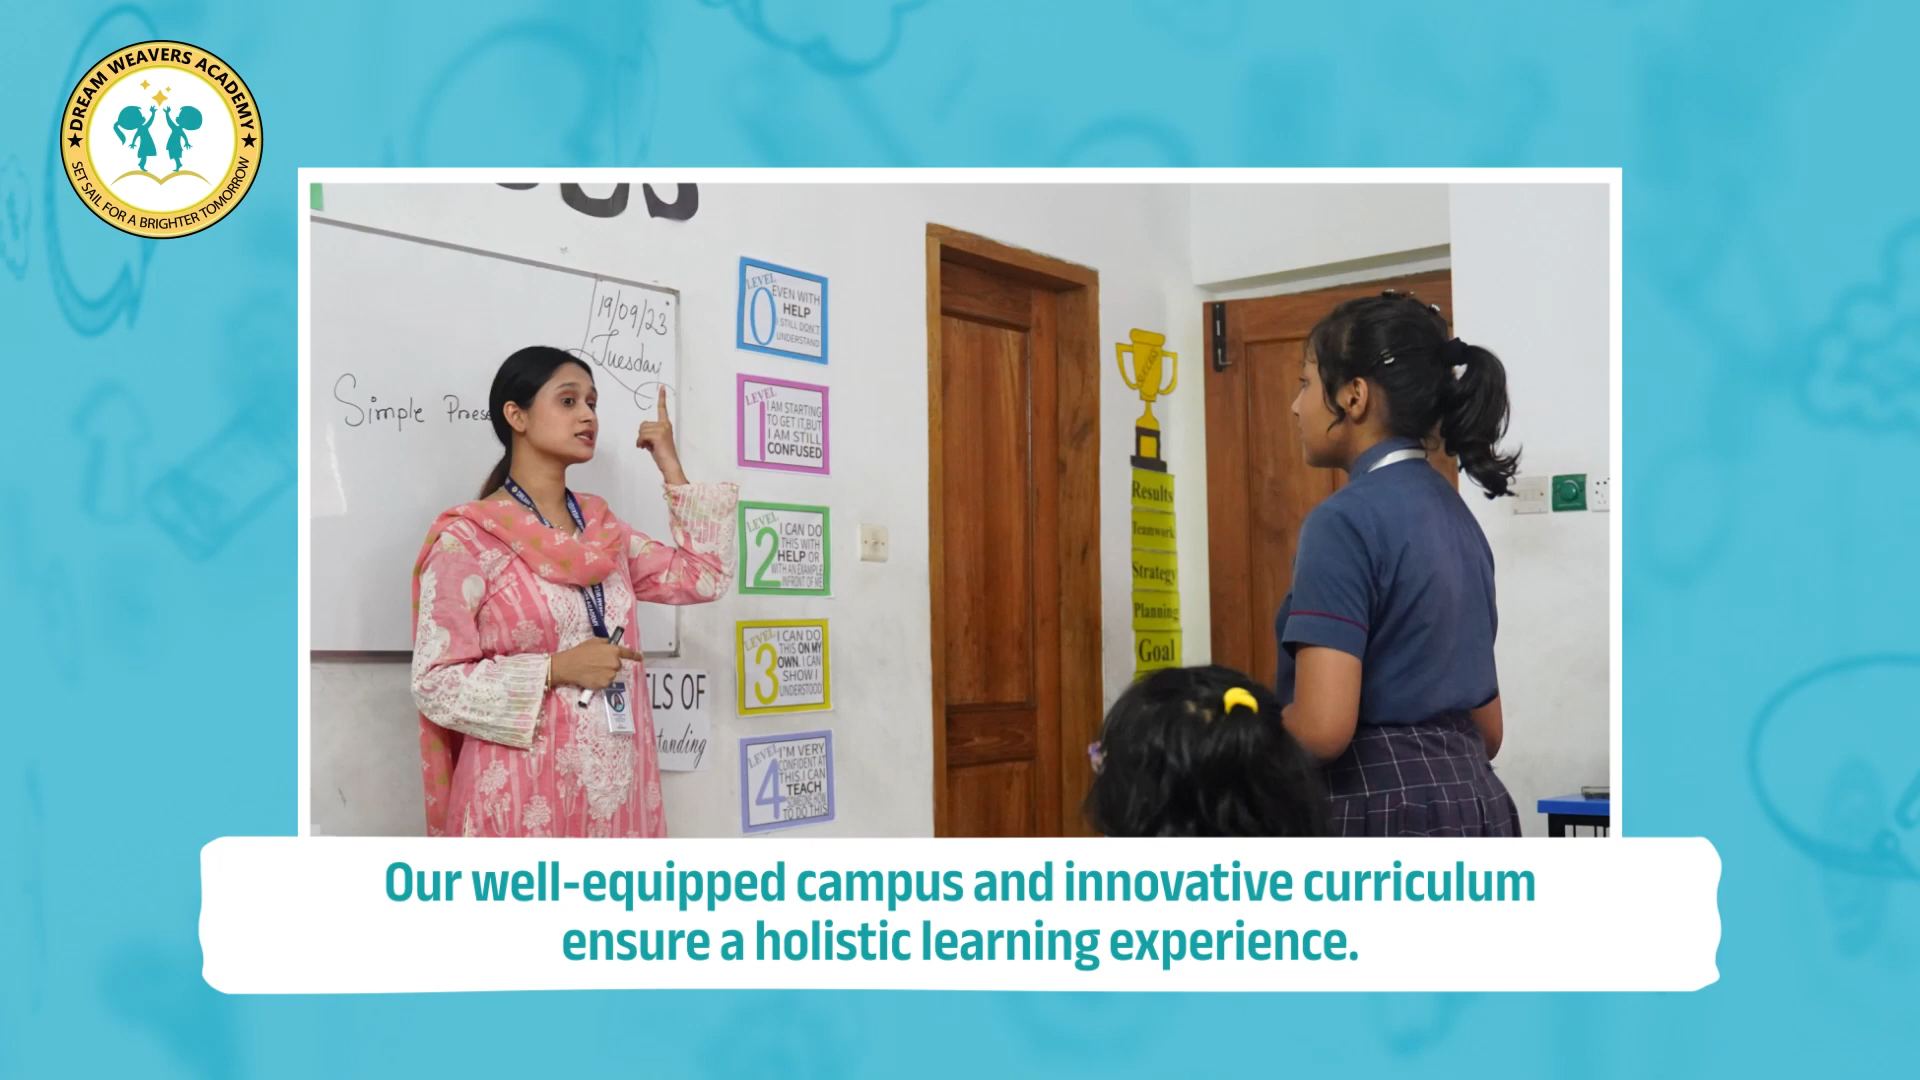 DREAM WEAVERS ACADEMY
SET SAIL FOR A BRIGHTER TOMORROW
19/09/23
Tuesday
Simple
LEVEL
0
EVEN WITH
HELP
I STILL DON'T
UNDERSTAND
LEVEL
1
I AM STARTING
TO GET IT, BUT
I AM STILL
CONFUSED
LEVEL
2
I CAN DO
THIS WITH
HELP OR
WITH AN EXAMPLE
INFRONT OF ME
LEVEL
3
I CAN DO
THIS ON MY
OWN. I CAN
SHOW I
UNDERSTOOD
LEVEL
4
I'M VERY
CONFIDENT AT
THIS. I CAN
TEACH
SOMEONE HOW
TO DO THIS
LS OF
tanding
SUCCESS
Results
Teamwork
Strategy
Planning
Goal
Our well-equipped campus and innovative curriculum
ensure a holistic learning experience.